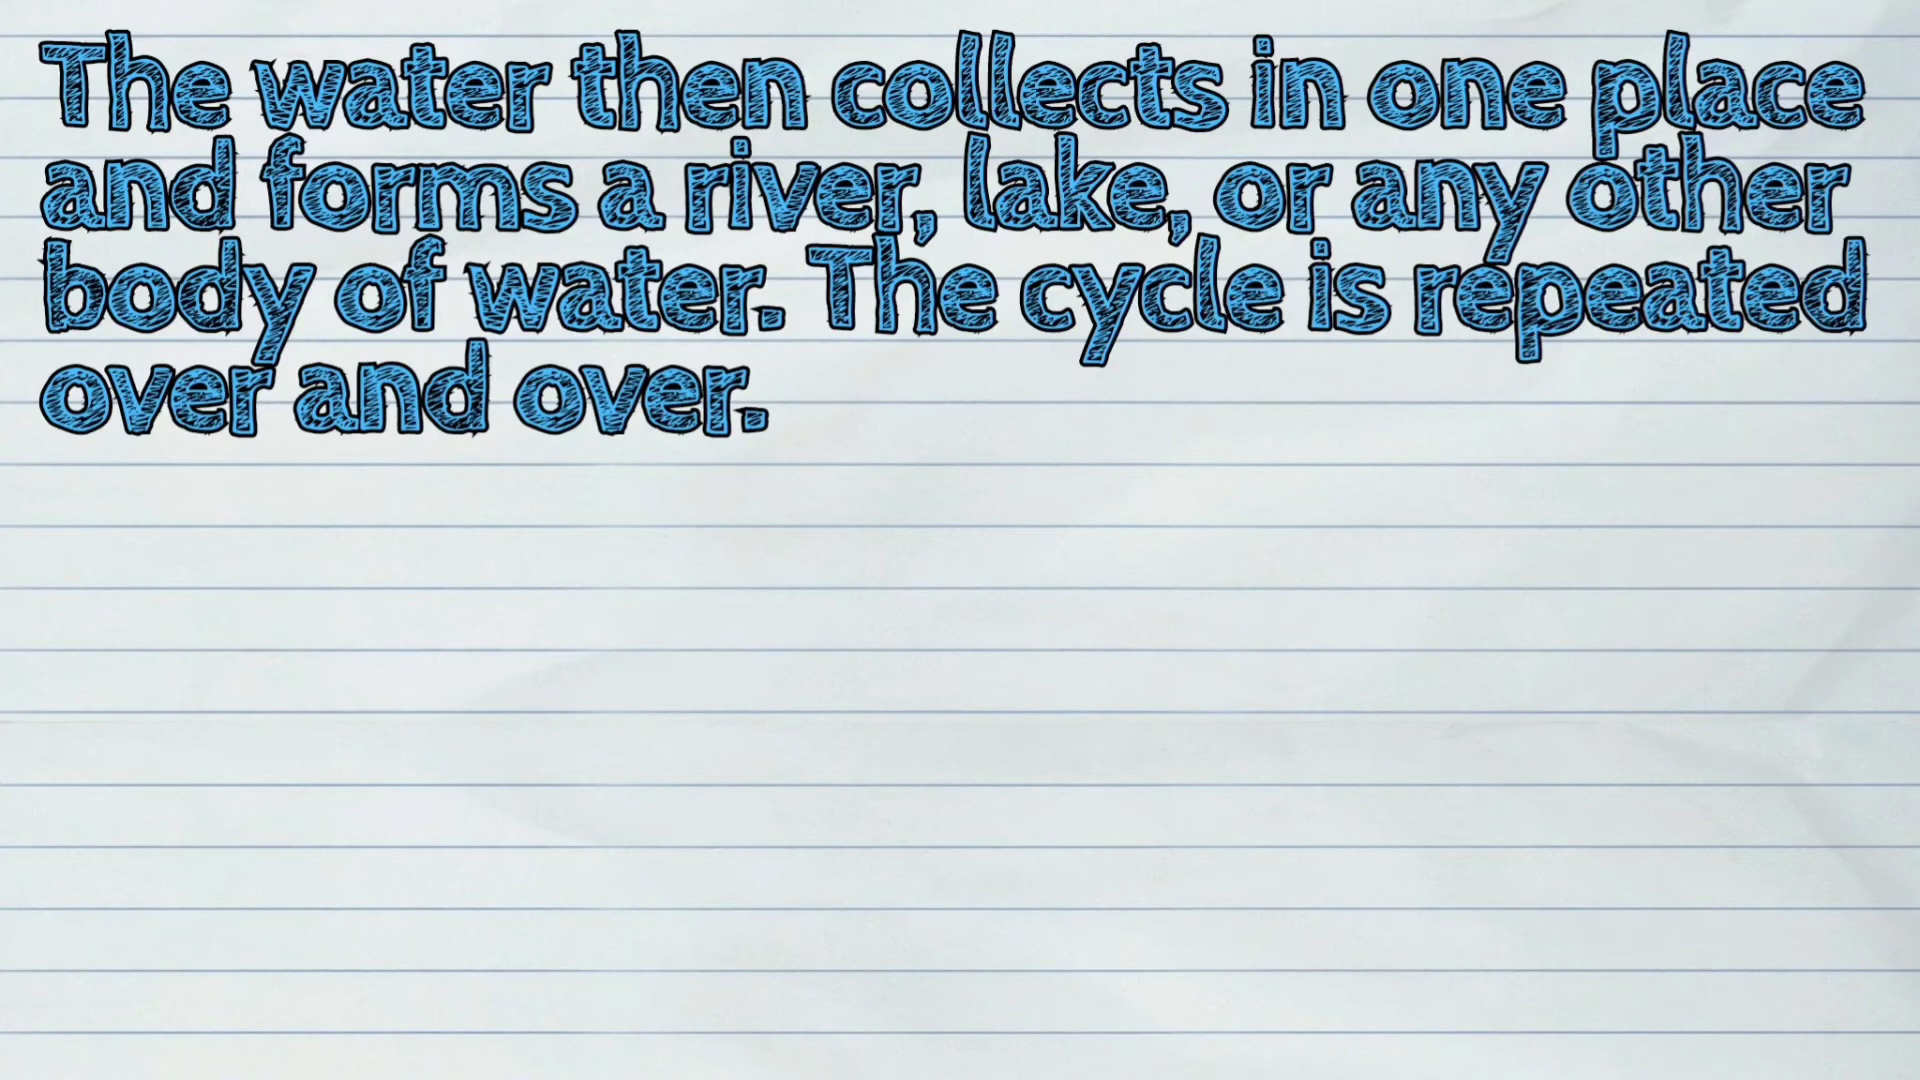 The water then collects in one place
and forms a river, lake, or any other
body of water. The cycle is repeated
over and over.